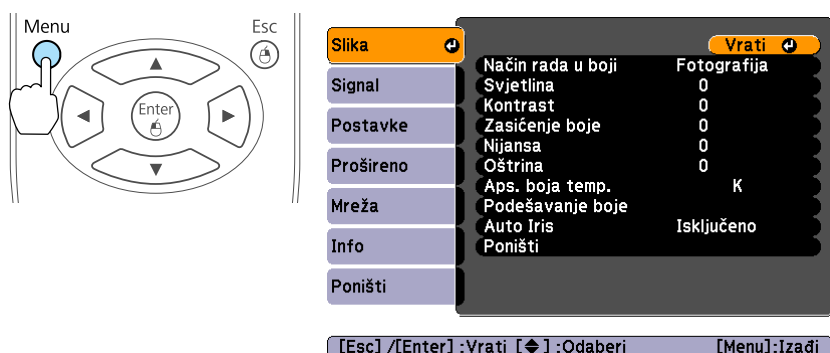 Menu
Esc
Enter
Slika
Signal
Postavke
Prošireno
Mreža
Info
Poništi
Vrati
Način rada u boji Fotografija
Svjetlina 0
Kontrast 0
Zasićenje boje 0
Nijansa 0
Oštrina 0
Aps. boja temp. K
Podešavanje boje
Auto Iris Isključeno
Poništi
[Esc] /[Enter] :Vrati [◆] :Odaberi [Menu]:Izađi